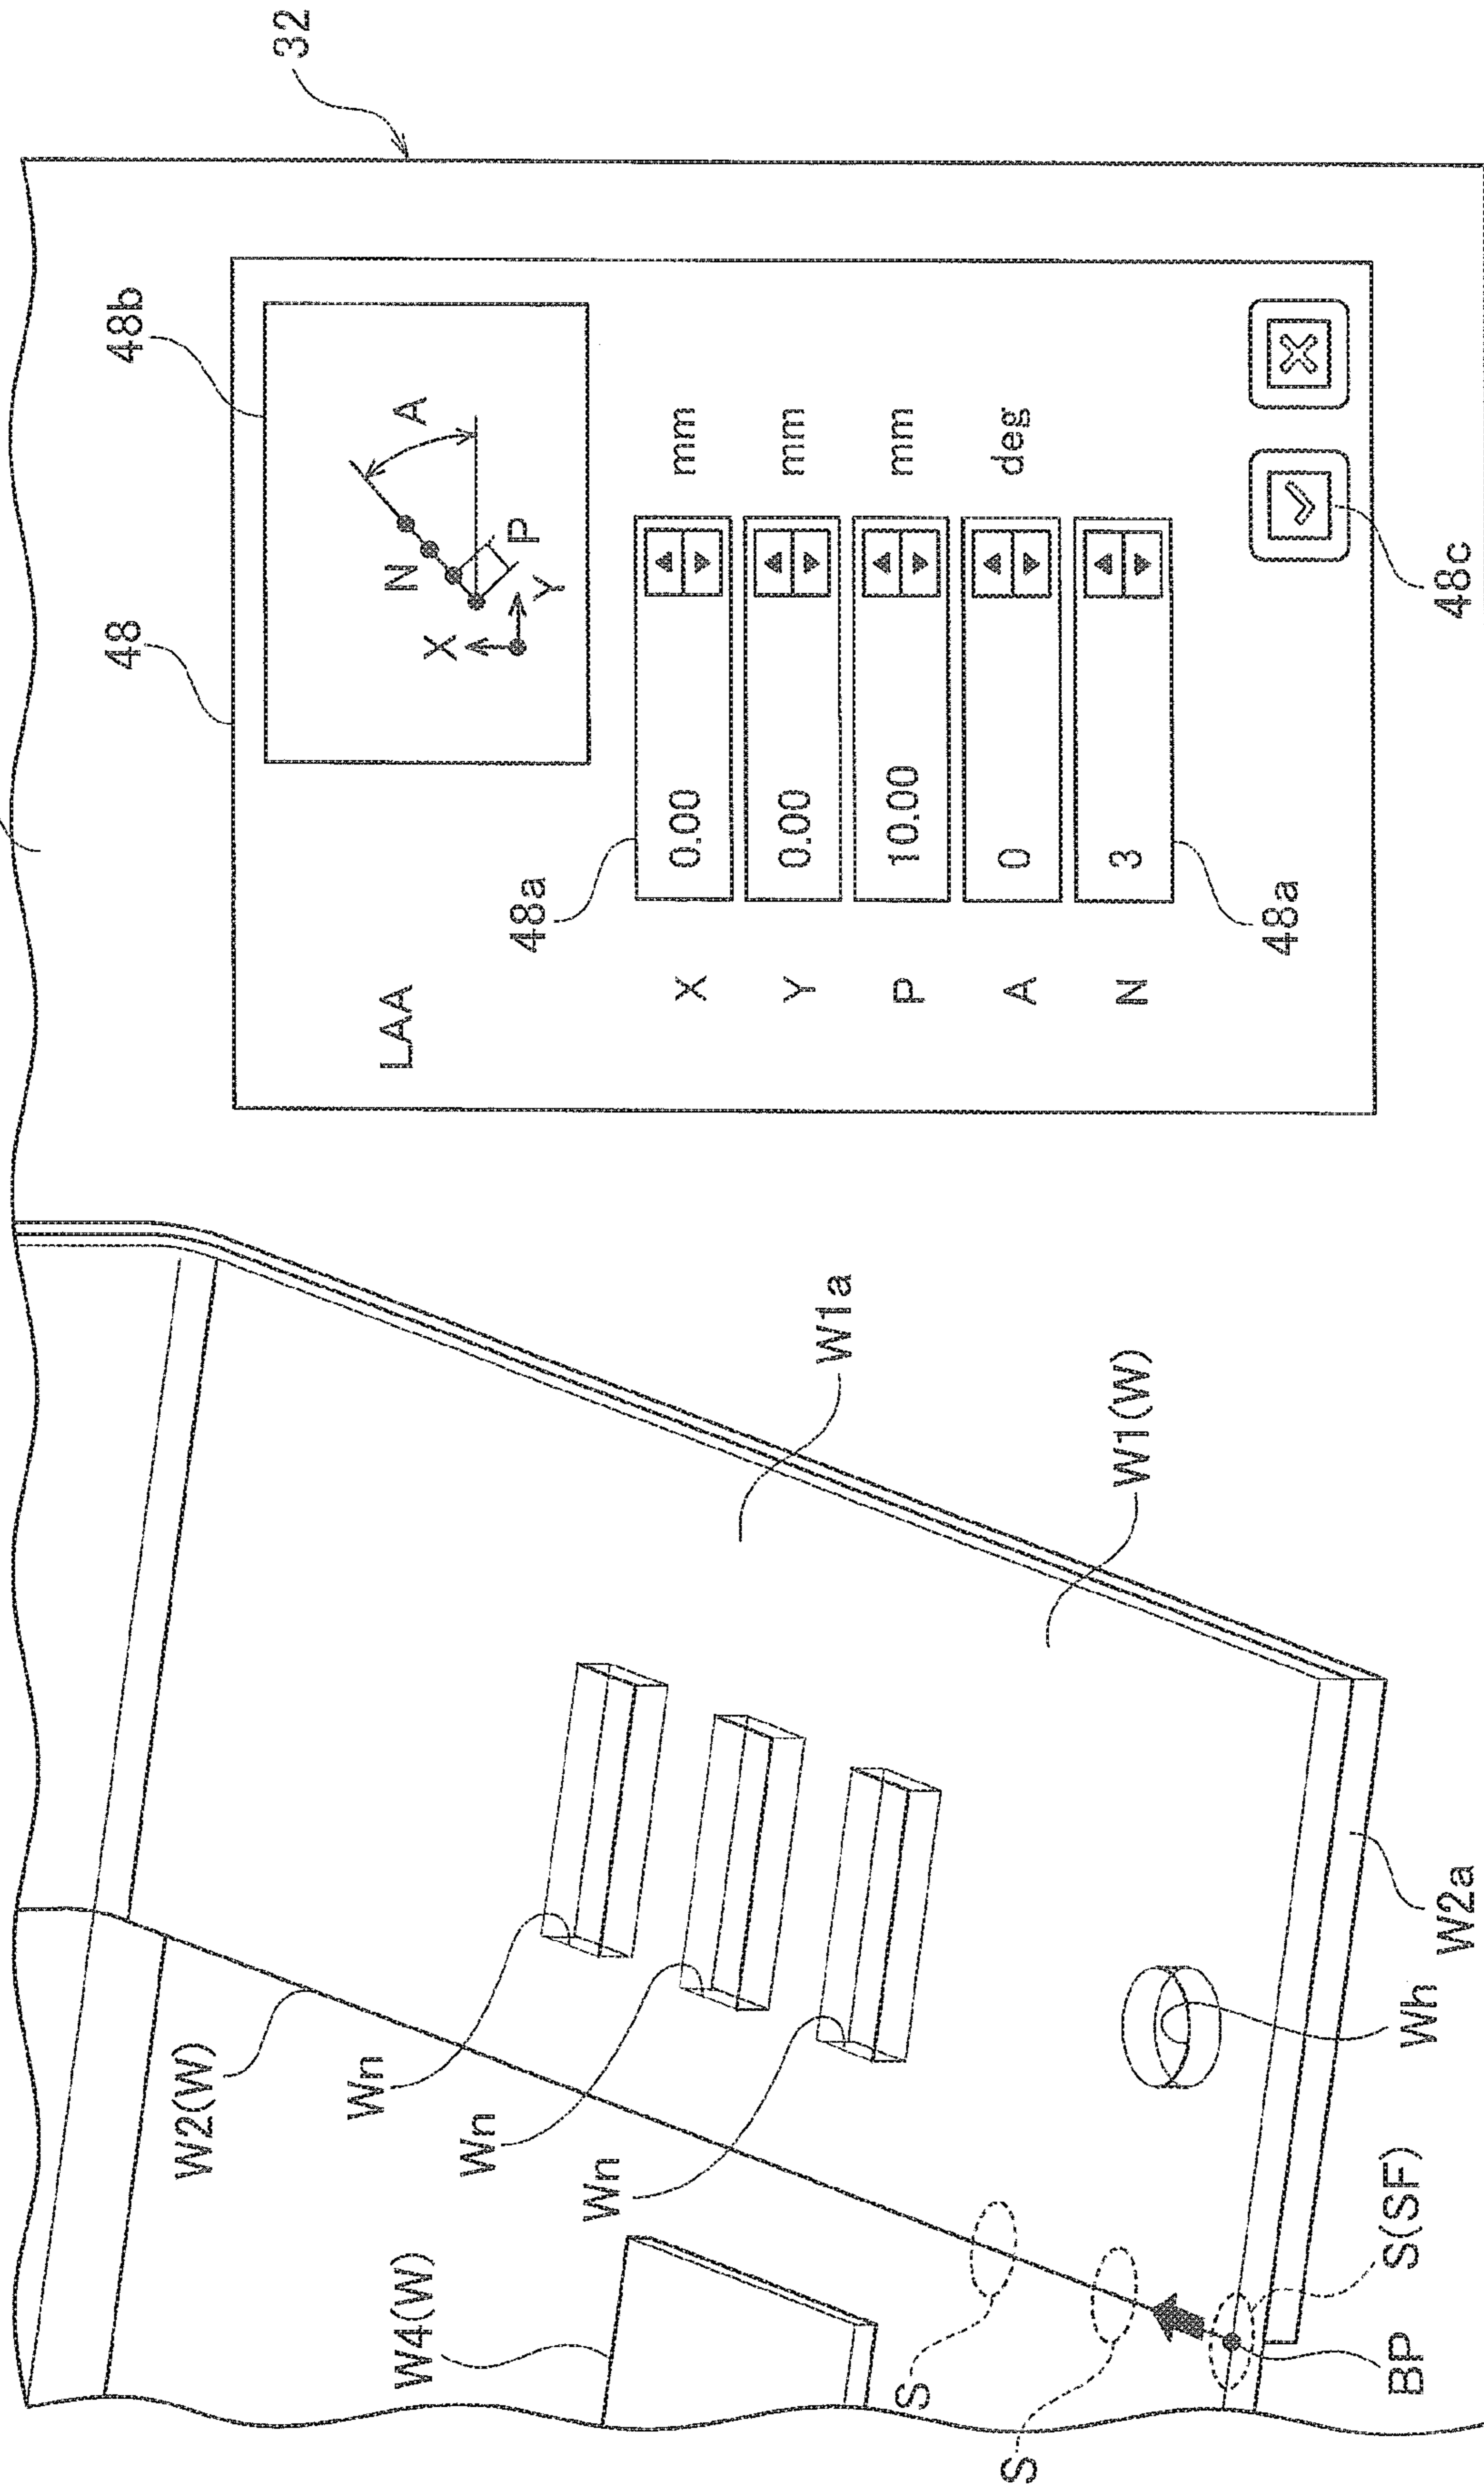 32
48
48b
LAA
X
N
A
Y
P
48a
X 0.00 mm
Y 0.00 mm
P 10.00 mm
A 0 deg
N 3
48a
48c
W2(W)
Wn
Wn
Wn
W4(W)
W1a
W1(W)
S
S
S(SF)
BP
Wh
W2a